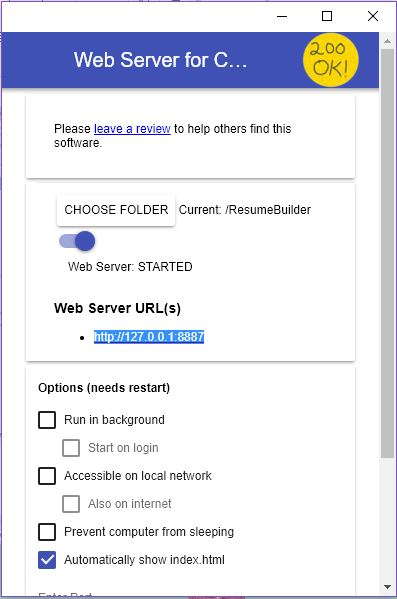 Web Server for C...
200
OK!
Please leave a review to help others find this
software.
CHOOSE FOLDER Current: /ResumeBuilder
Web Server: STARTED
Web Server URL(s)
http://127.0.0.1:8887
Options (needs restart)
Run in background
Start on login
Accessible on local network
Also on internet
Prevent computer from sleeping
Automatically show index.html
Enter Port